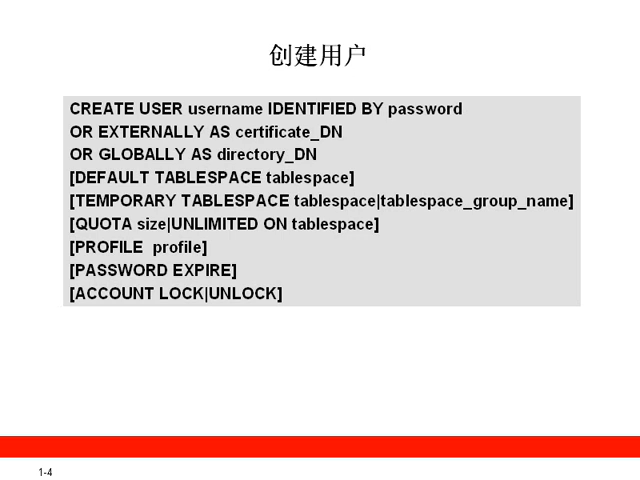 创建用户
CREATE USER username IDENTIFIED BY password
OR EXTERNALLY AS certificate_DN
OR GLOBALLY AS directory_DN
[DEFAULT TABLESPACE tablespace]
[TEMPORARY TABLESPACE tablespace|tablespace_group_name]
[QUOTA size|UNLIMITED ON tablespace]
[PROFILE  profile]
[PASSWORD EXPIRE]
[ACCOUNT LOCK|UNLOCK]
1-4